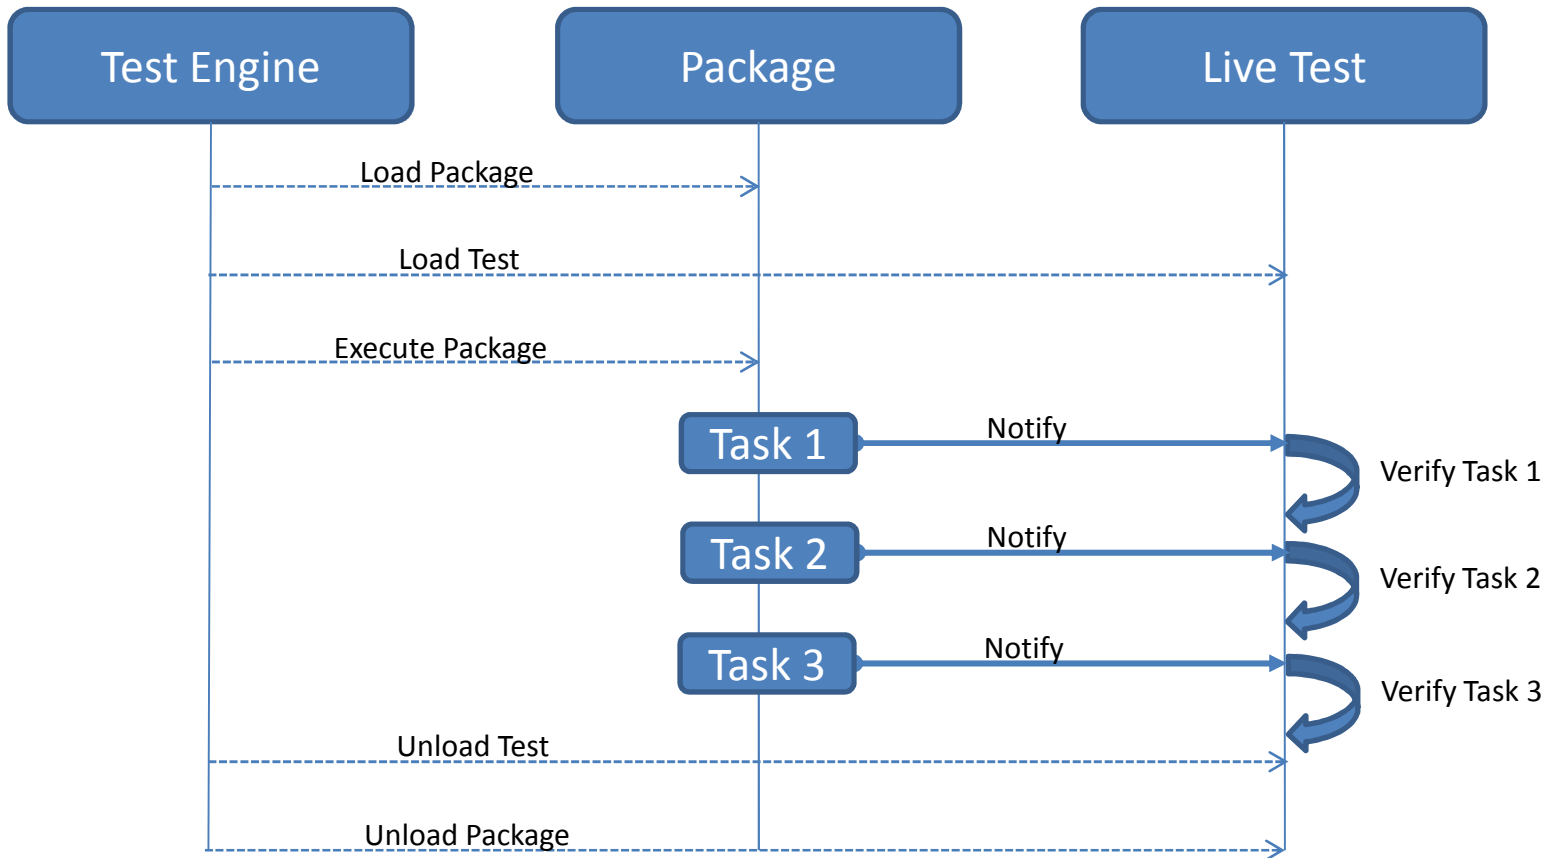 Test Engine
Package
Live Test
Load Package
Load Test
Execute Package
Task 1
Notify
Verify Task 1
Task 2
Notify
Verify Task 2
Task 3
Notify
Verify Task 3
Unload Test
Unload Package